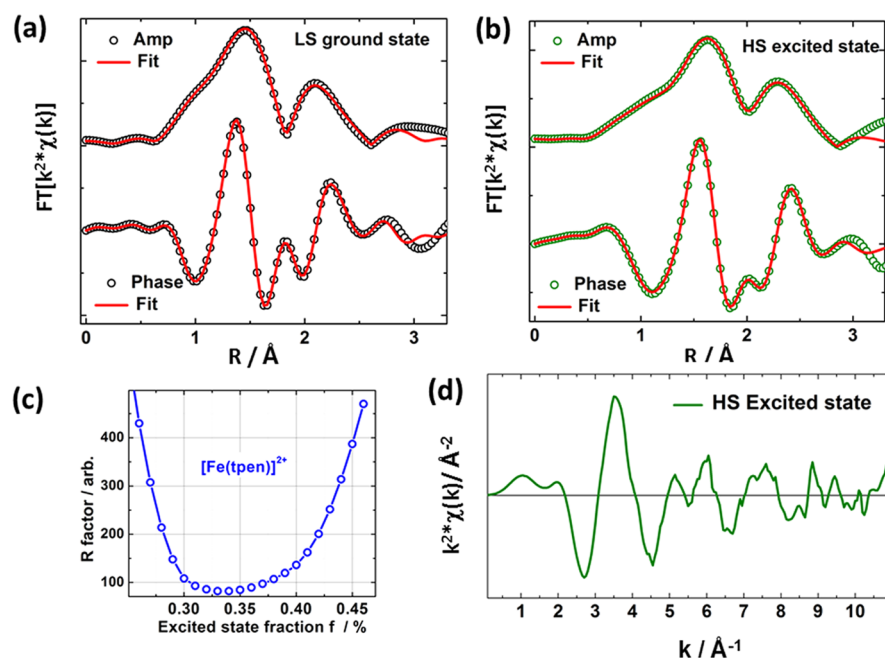 (a)
Amp
Fit
LS ground state
FT[k²*χ(k)]
Phase
Fit
0 1 2 3
R / Å
(b)
Amp
Fit
HS excited state
FT[k²*χ(k)]
Phase
Fit
0 1 2 3
R / Å
(c)
400
300
200
100
[Fe(tpen)]²⁺
R factor / arb.
0.30 0.35 0.40 0.45
Excited state fraction f / %
(d)
HS Excited state
k²*χ(k)/ Å⁻²
1 2 3 4 5 6 7 8 9 10
k / Å⁻¹